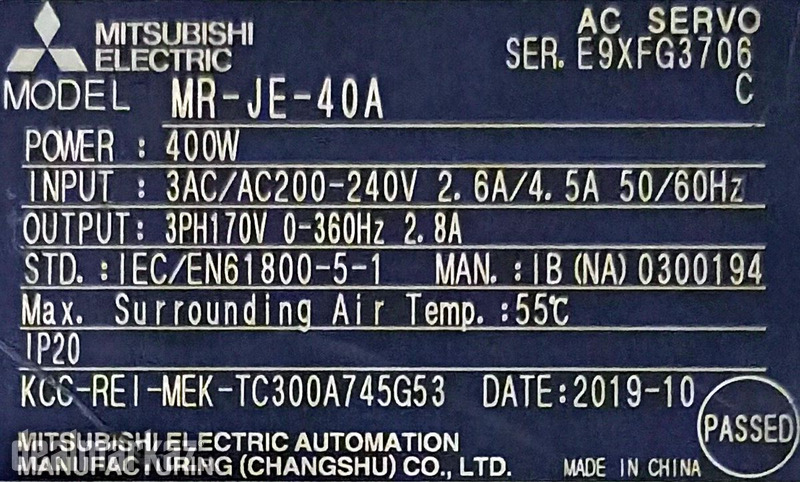 MITSUBISHI
ELECTRIC
AC SERVO
SER. E9XFG3706
C
MODEL MR-JE-40A
POWER : 400W
INPUT : 3AC/AC200-240V 2.6A/4.5A 50/60Hz
OUTPUT: 3PH170V 0-360Hz 2.8A
STD. :IEC/EN61800-5-1 MAN. :IB (NA) 0300194
Max. Surrounding Air Temp. :55℃
IP20
KCC-REI-MEK-TC300A745G53 DATE:2019-10
PASSED
MITSUBISHI ELECTRIC AUTOMATION
MANUFACTURING (CHANGSHU) CO., LTD. MADE IN CHINA